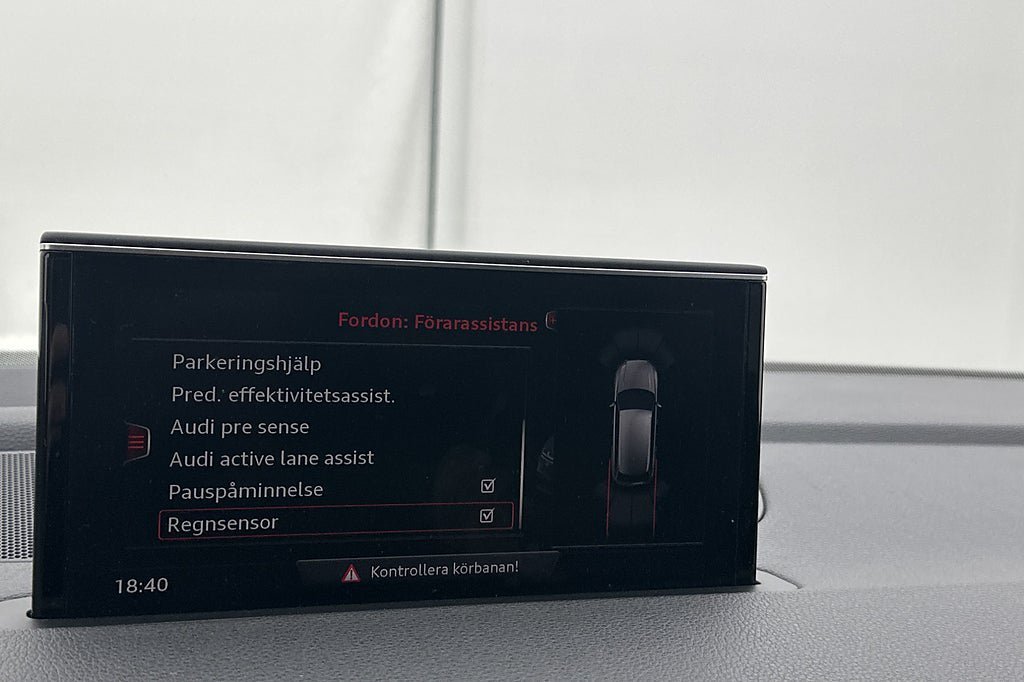 Fordon: Förarassistans
Parkeringshjälp
Pred. effektivitetsassist.
Audi pre sense
Audi active lane assist
Pauspåminnelse
Regnsensor
Kontrollera körbanan!
18:40